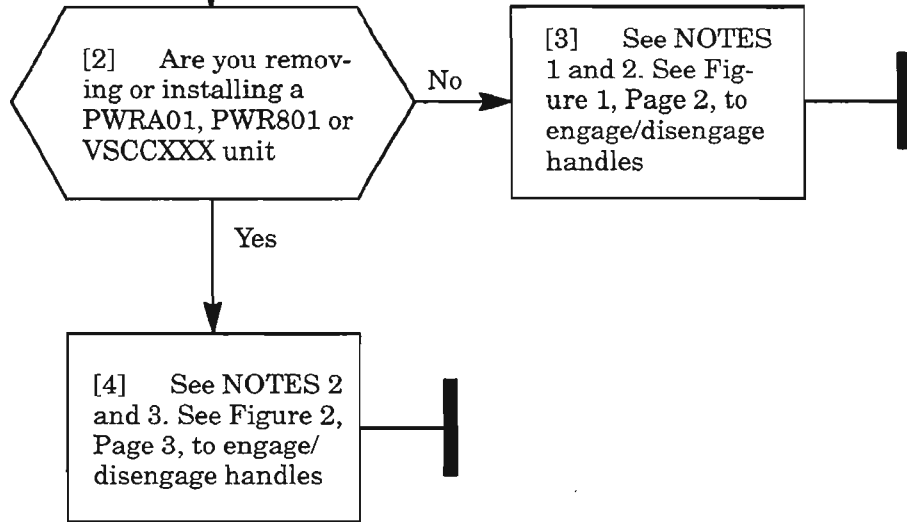 [2] Are you remov-
ing or installing a
PWRA01, PWR801 or
VSCCXXX unit
No
[3] See NOTES
1 and 2. See Fig-
ure 1, Page 2, to
engage/disengage
handles
Yes
[4] See NOTES 2
and 3. See Figure 2,
Page 3, to engage/
disengage handles